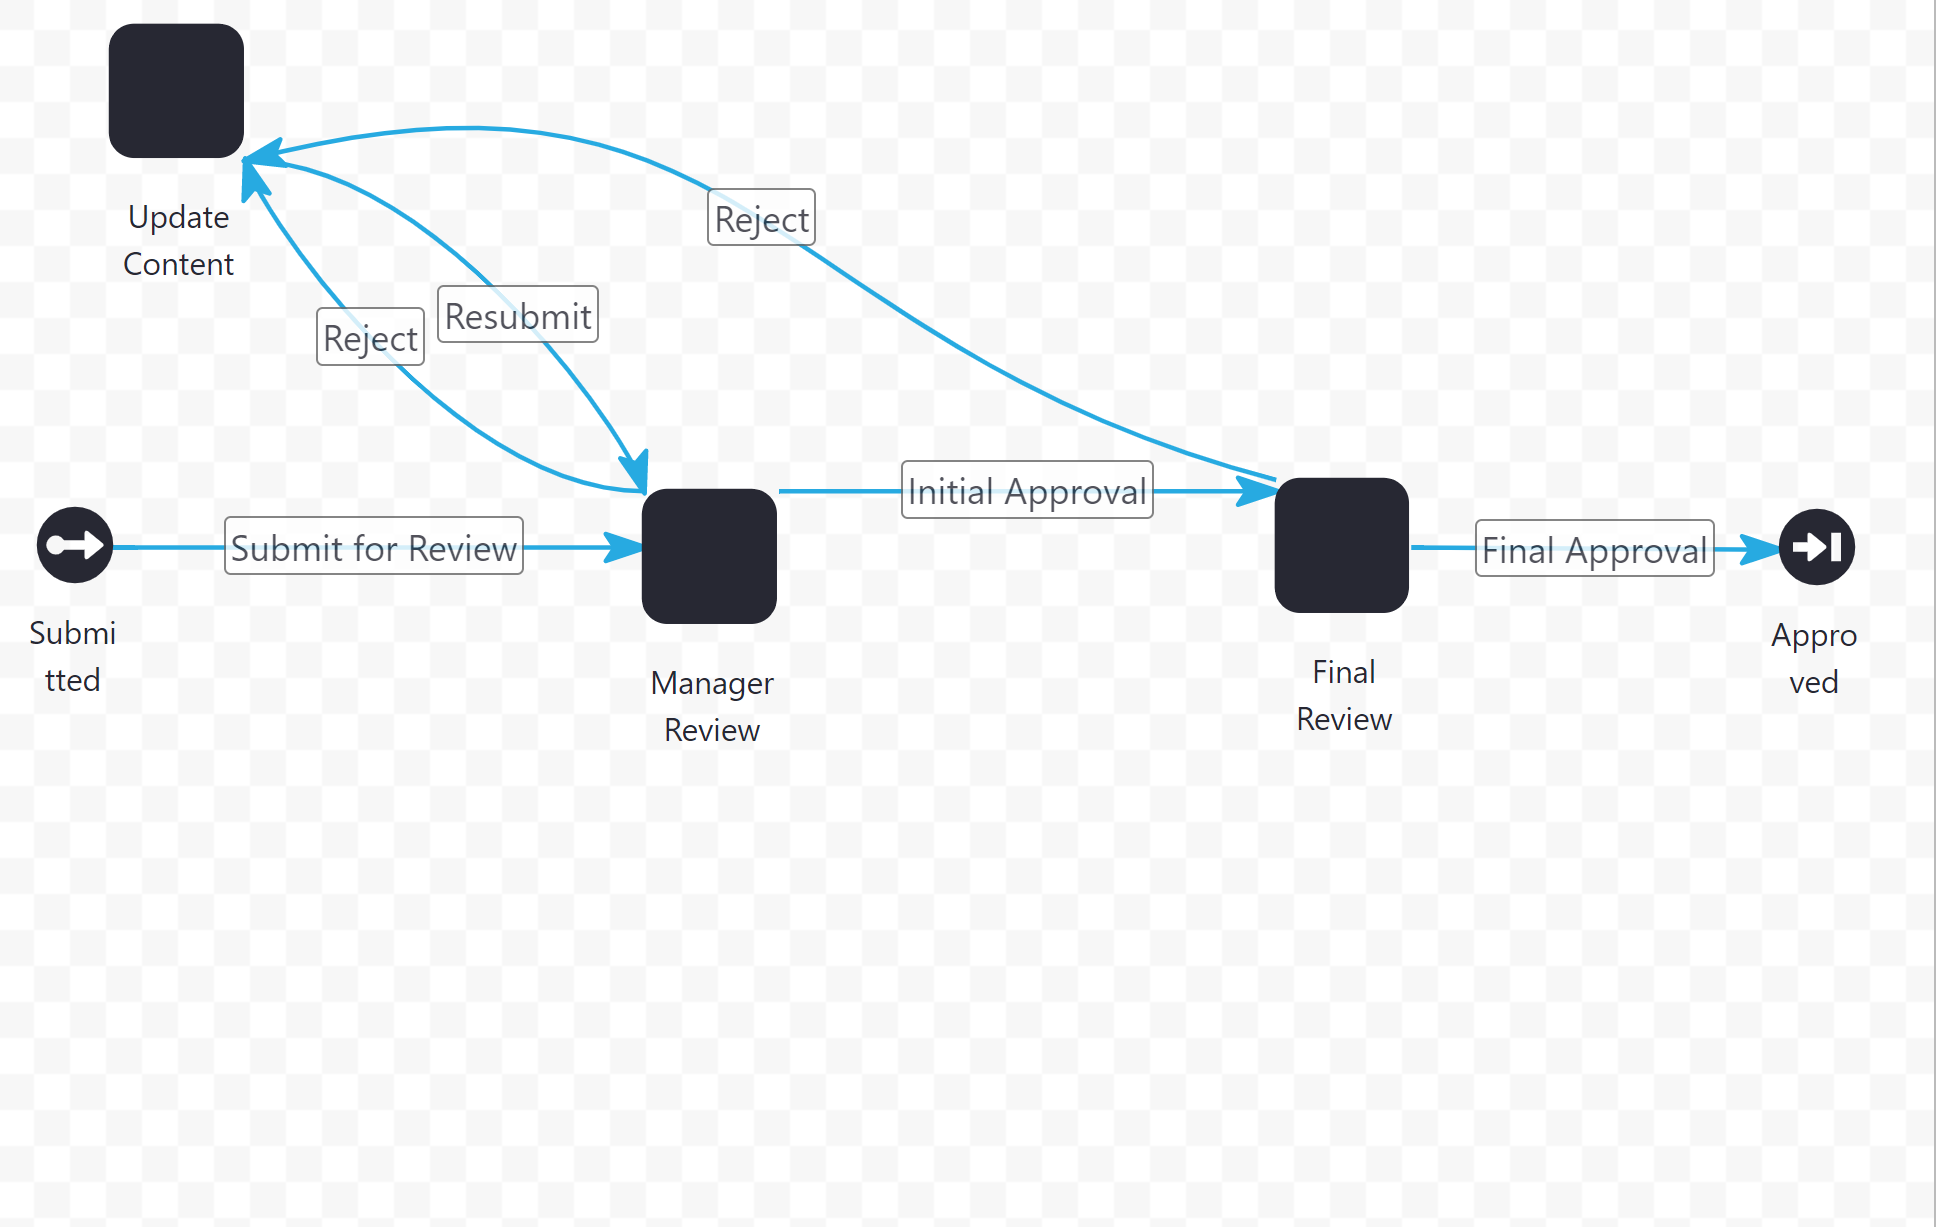 Update
Content
Reject
Resubmit
Reject
Initial Approval
Submit for Review
Final Approval
Submi
tted
Manager
Review
Final
Review
Appro
ved